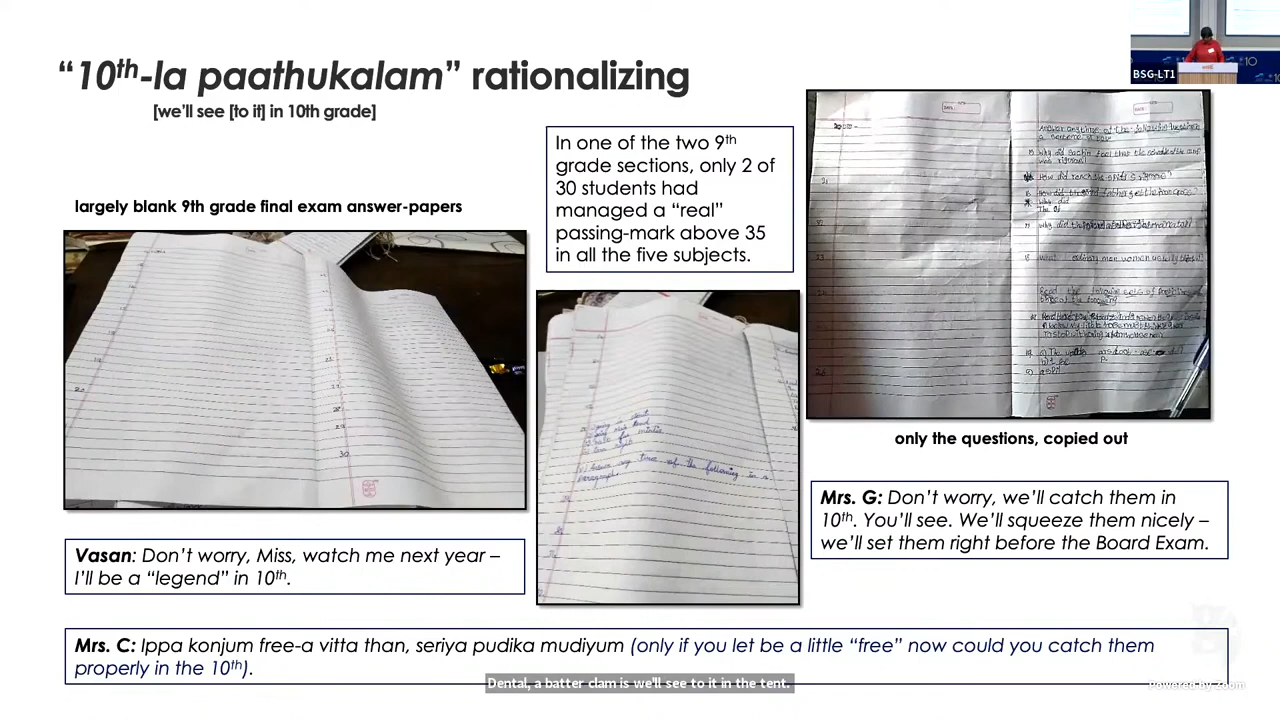 “10th-la paathukalam” rationalizing
[we’ll see [to it] in 10th grade]
BSG-LT1
largely blank 9th grade final exam answer-papers
In one of the two 9th
grade sections, only 2 of
30 students had
managed a “real”
passing-mark above 35
in all the five subjects.
only the questions, copied out
Vasan: Don’t worry, Miss, watch me next year –
I’ll be a “legend” in 10th.
Mrs. G: Don’t worry, we’ll catch them in
10th. You’ll see. We’ll squeeze them nicely –
we’ll set them right before the Board Exam.
Mrs. C: Ippa konjum free-a vitta than, seriya pudika mudiyum (only if you let be a little “free” now could you catch them
properly in the 10th).
Dental, a batter clam is we'll see to it in the tent.
Powered by Zoom